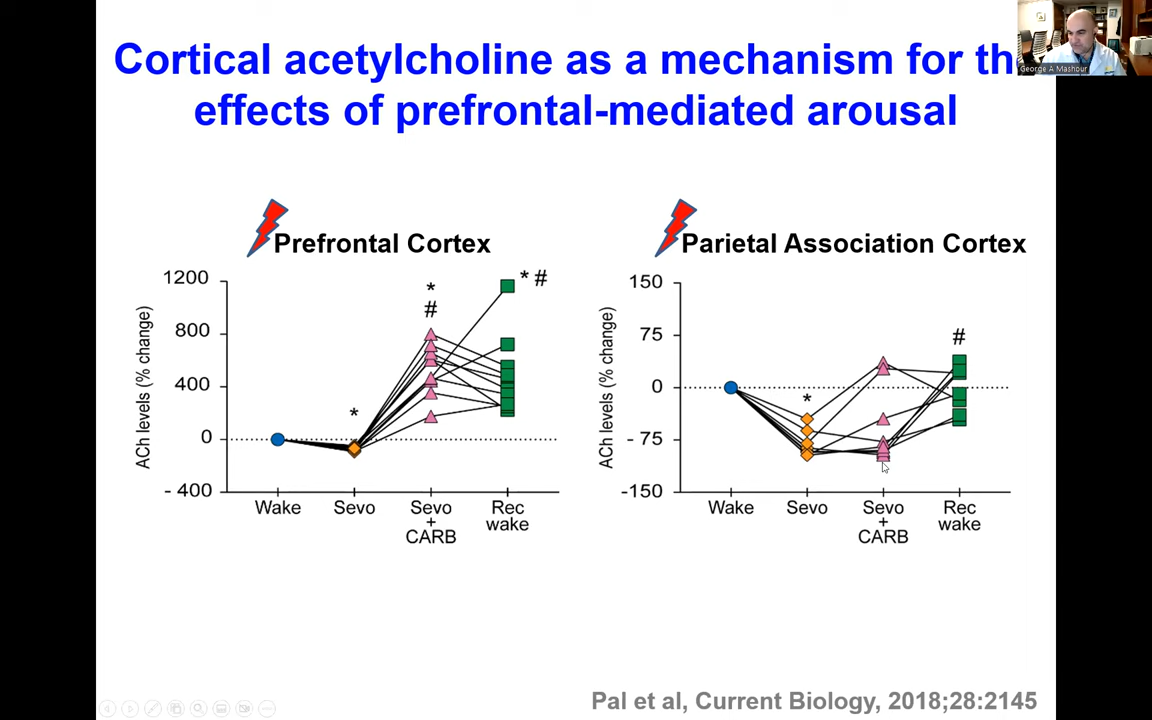 Cortical acetylcholine as a mechanism for th
effects of prefrontal-mediated arousal
George A Mashour
Prefrontal Cortex
1200
800
400
0
- 400
ACh levels (% change)
*
*
#
* #
Wake
Sevo
Sevo
+
CARB
Rec
wake
Parietal Association Cortex
150
75
0
- 75
-150
ACh levels (% change)
*
#
Wake
Sevo
Sevo
+
CARB
Rec
wake
Pal et al, Current Biology, 2018;28:2145